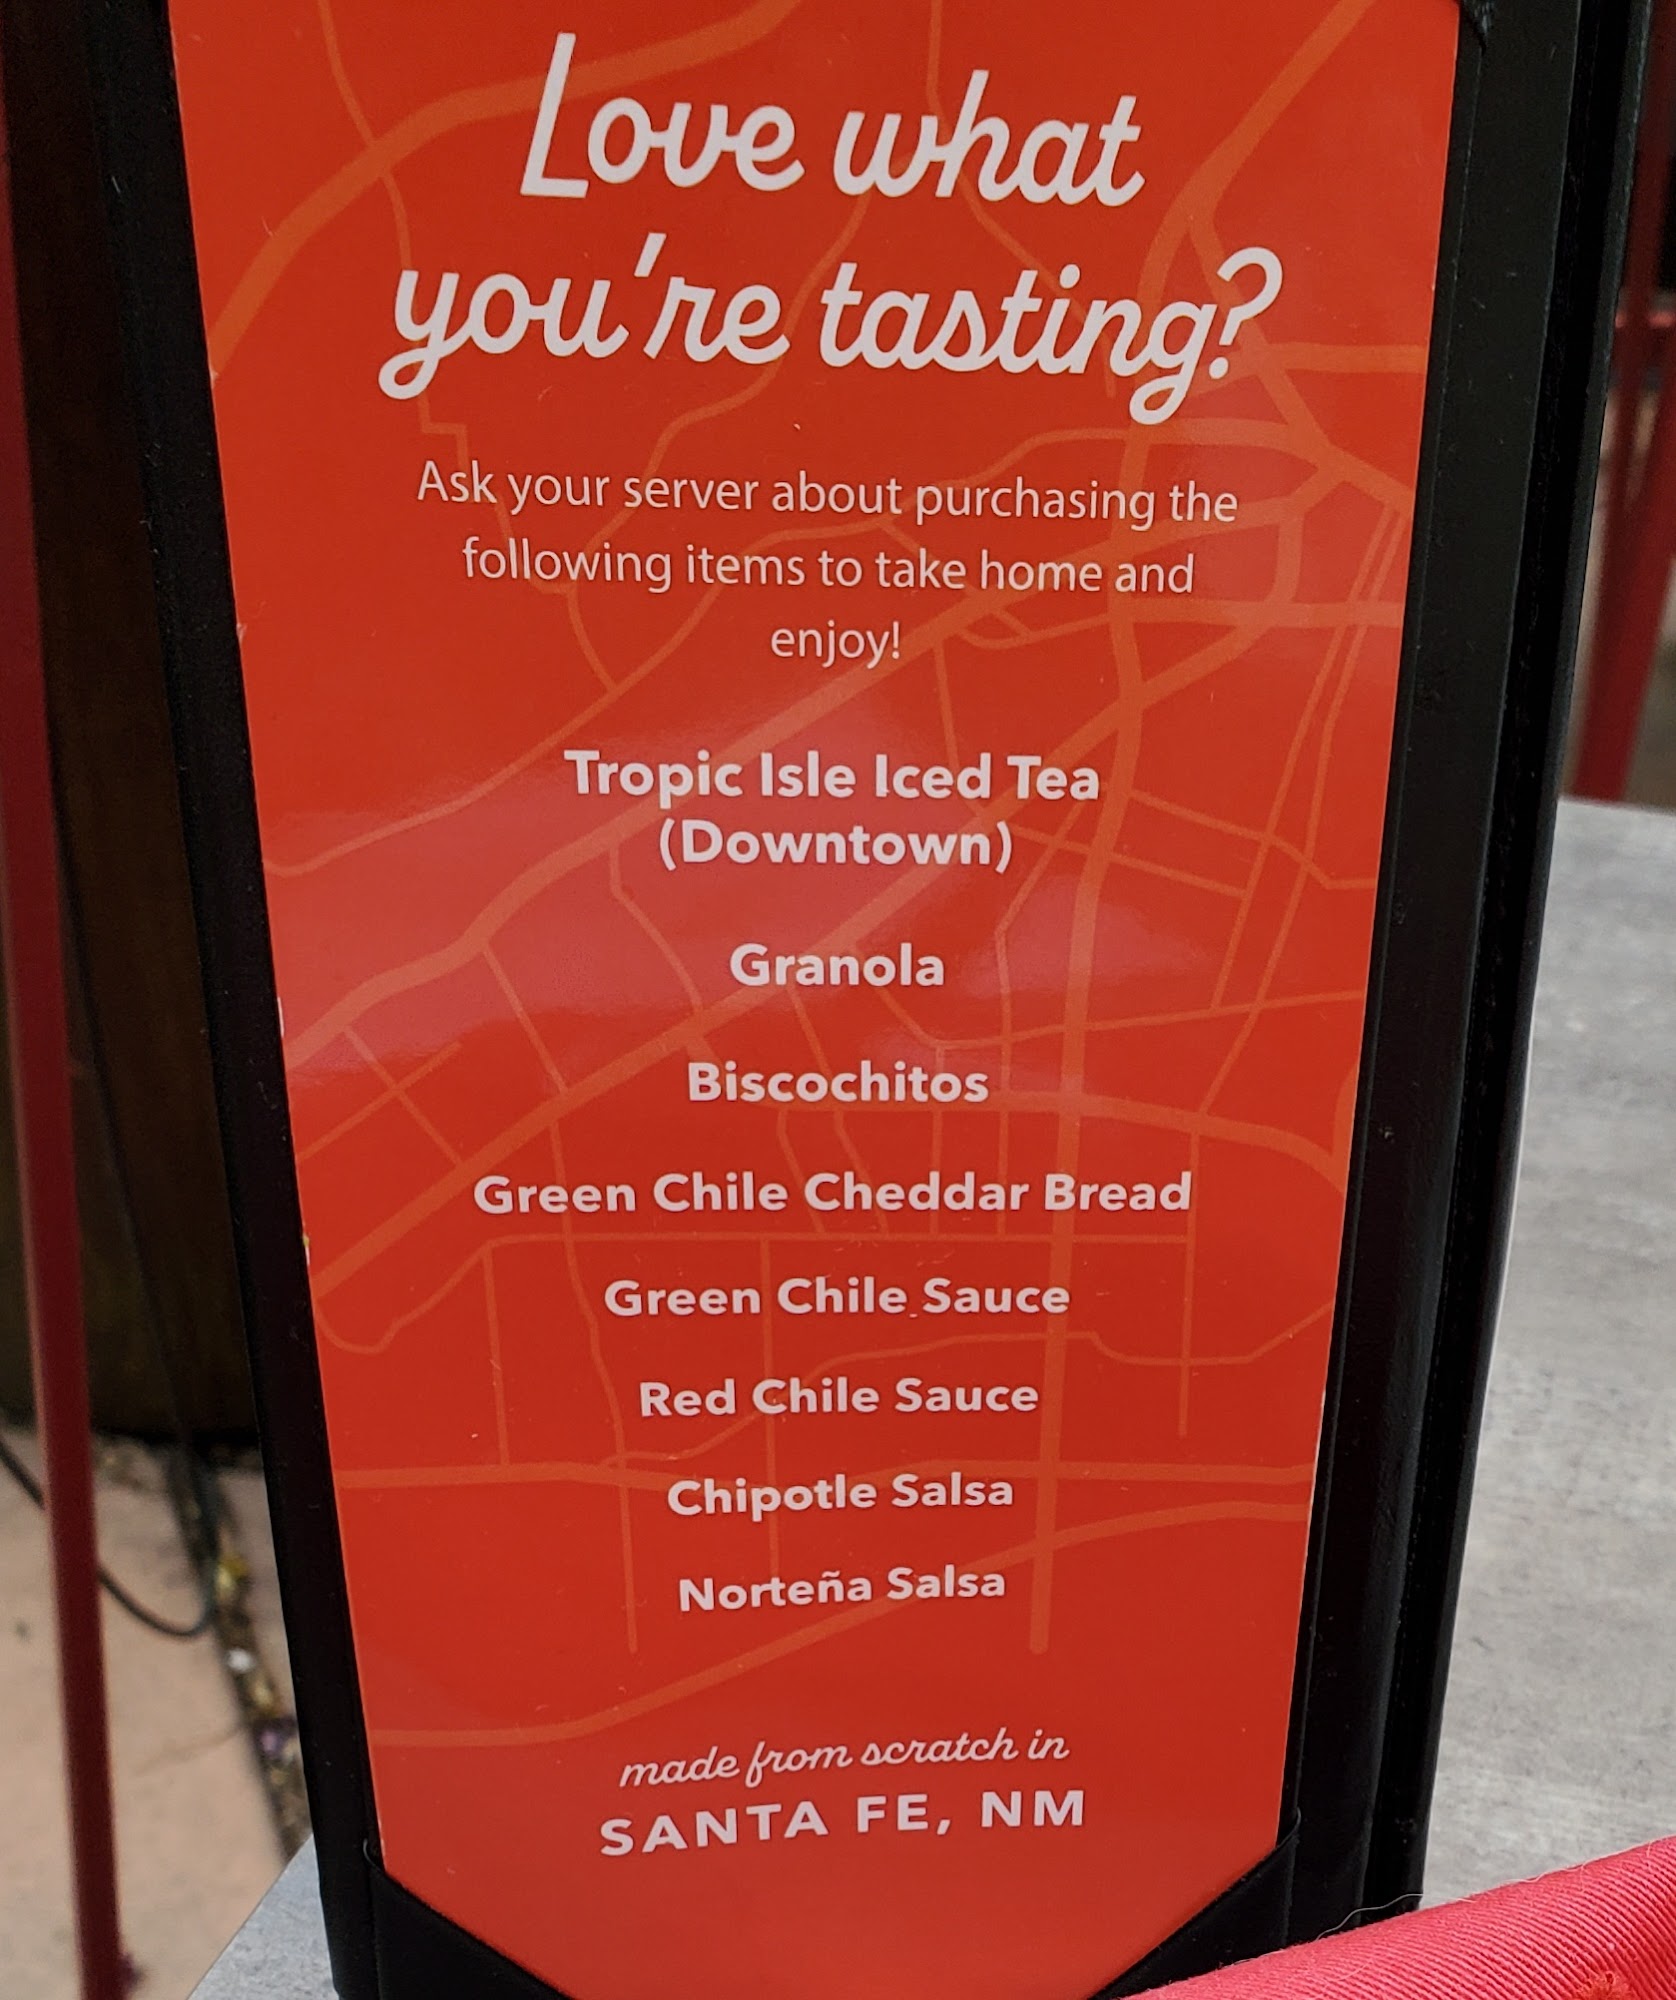 Love what
you're tasting?
Ask your server about purchasing the
following items to take home and
enjoy!
Tropic Isle Iced Tea
(Downtown)
Granola
Biscochitos
Green Chile Cheddar Bread
Green Chile Sauce
Red Chile Sauce
Chipotle Salsa
Norteña Salsa
made from scratch in
SANTA FE, NM